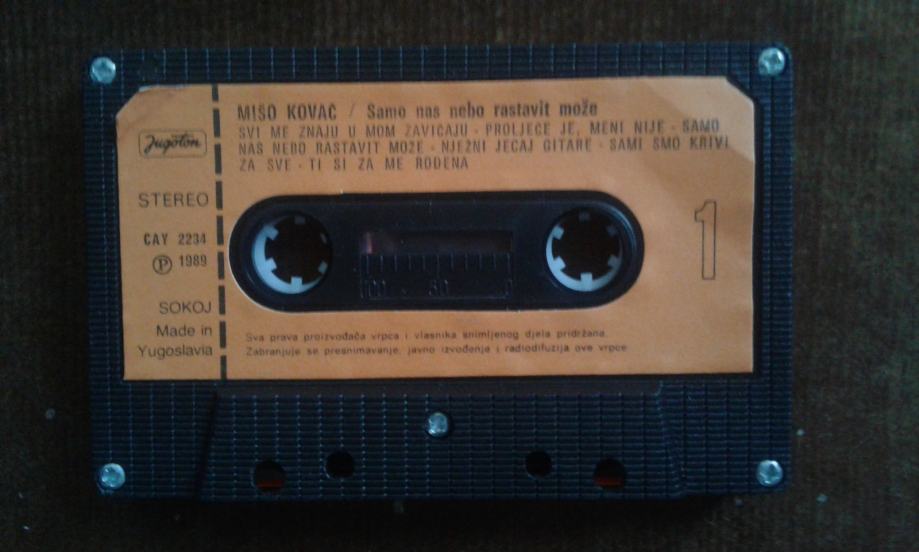 MIŠO KOVAČ / Samo nas nebo rastavit može
SVI ME ZNAJU U MOM ZAVIČAJU · PROLJEĆE JE, MENI NIJE · SAMO
NAS NEBO RASTAVIT MOŽE · NJEŽNI JECAJ GITARE · SAMI SMO KRIVI
ZA SVE · TI SI ZA ME ROĐENA
Jugoton
STEREO
CAY 2234
Ⓟ 1989
SOKOJ
Made in
Yugoslavia
1
100 50 0
Sva prava proizvođača vrpca i vlasnika snimljenog djela pridržana.
Zabranjuje se presnimavanje, javno izvođenje i radiodifuzija ove vrpce